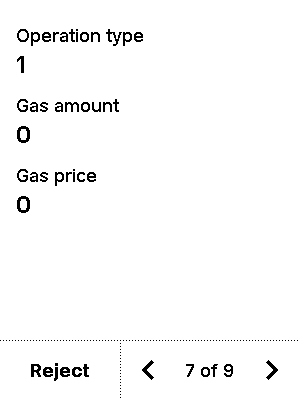 Operation type
1
Gas amount
0
Gas price
0
Reject
7 of 9